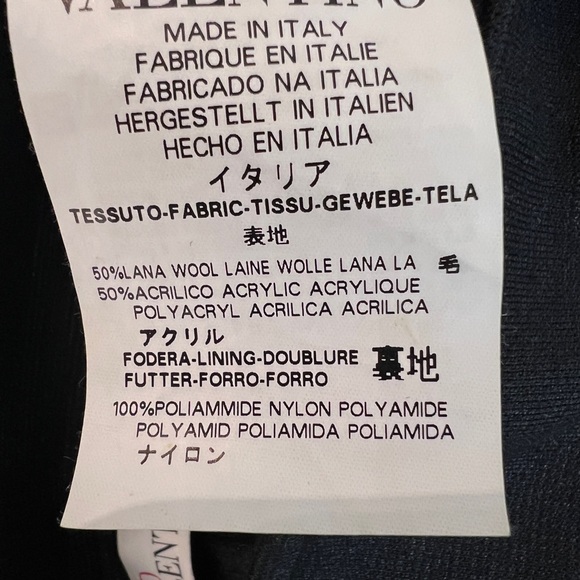 VALENTINO
MADE IN ITALY
FABRIQUE EN ITALIE
FABRICADO NA ITALIA
HERGESTELLT IN ITALIEN
HECHO EN ITALIA
イタリア
TESSUTO-FABRIC-TISSU-GEWEBE-TELA
表地
50%LANA WOOL LAINE WOLLE LANA LA 毛
50%ACRILICO ACRYLIC ACRYLIQUE
POLYACRYL ACRILICA ACRILICA
アクリル
FODERA-LINING-DOUBLURE 裏地
FUTTER-FORRO-FORRO
100%POLIAMMIDE NYLON POLYAMIDE
POLYAMID POLIAMIDA POLIAMIDA
ナイロン